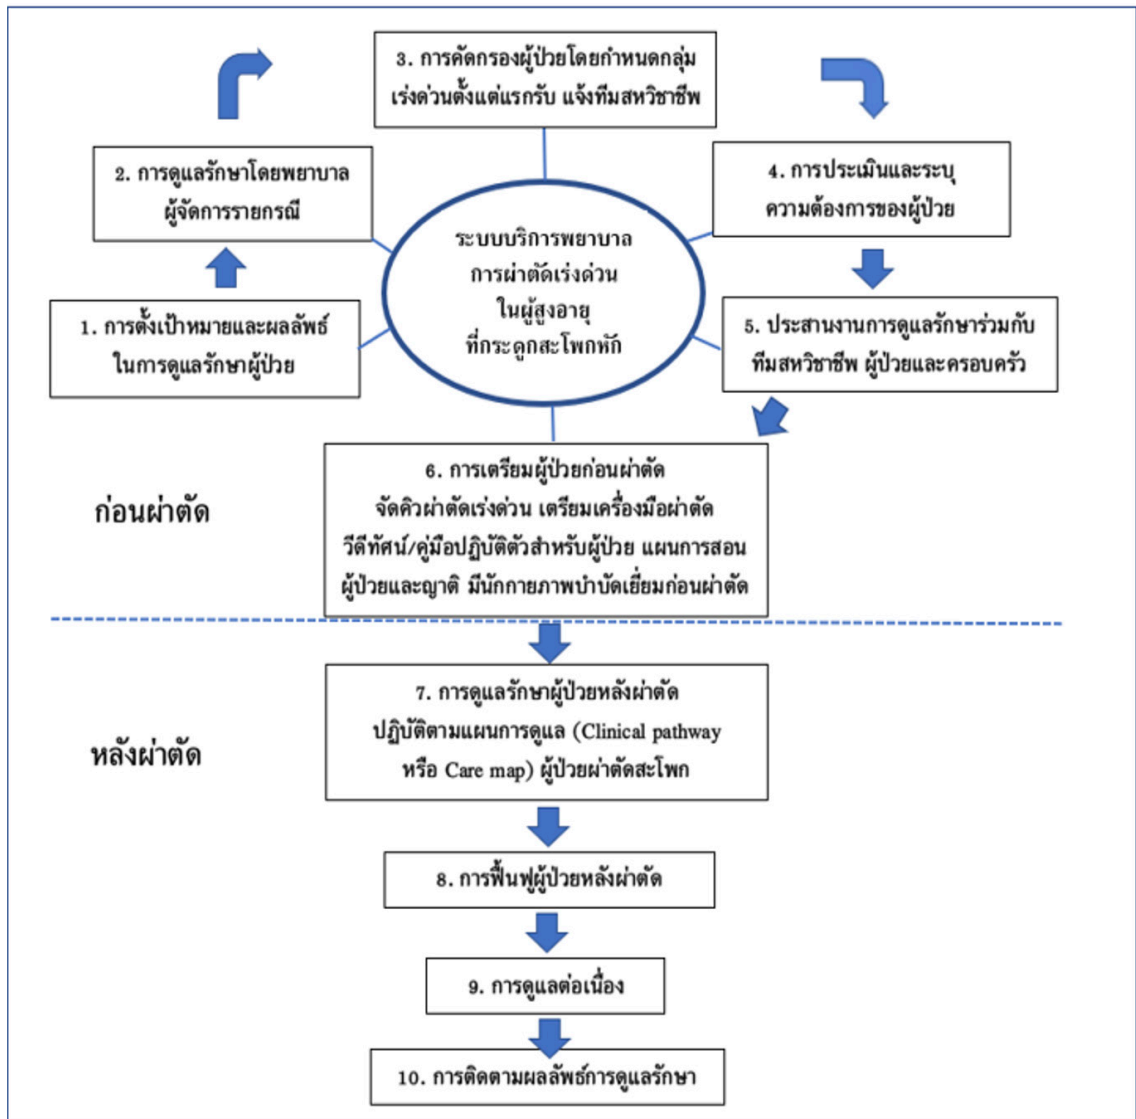 3. การคัดกรองผู้ป่วยโดยกำหนดกลุ่ม
เร่งด่วนตั้งแต่แรกรับ แจ้งทีมสหวิชาชีพ
2. การดูแลรักษาโดยพยาบาล
ผู้จัดการรายกรณี
4. การประเมินและระบุ
ความต้องการของผู้ป่วย
ระบบบริการพยาบาล
การผ่าตัดเร่งด่วน
ในผู้สูงอายุ
ที่กระดูกสะโพกหัก
1. การตั้งเป้าหมายและผลลัพธ์
ในการดูแลรักษาผู้ป่วย
5. ประสานงานการดูแลรักษาร่วมกับ
ทีมสหวิชาชีพ ผู้ป่วยและครอบครัว
ก่อนผ่าตัด
6. การเตรียมผู้ป่วยก่อนผ่าตัด
จัดคิวผ่าตัดเร่งด่วน เตรียมเครื่องมือผ่าตัด
วีดีทัศน์/คู่มือปฏิบัติตัวสำหรับผู้ป่วย แผนการสอน
ผู้ป่วยและญาติ มีนักกายภาพบำบัดเยี่ยมก่อนผ่าตัด
หลังผ่าตัด
7. การดูแลรักษาผู้ป่วยหลังผ่าตัด
ปฏิบัติตามแผนการดูแล (Clinical pathway
หรือ Care map) ผู้ป่วยผ่าตัดสะโพก
8. การฟื้นฟูผู้ป่วยหลังผ่าตัด
9. การดูแลต่อเนื่อง
10. การติดตามผลลัพธ์การดูแลรักษา